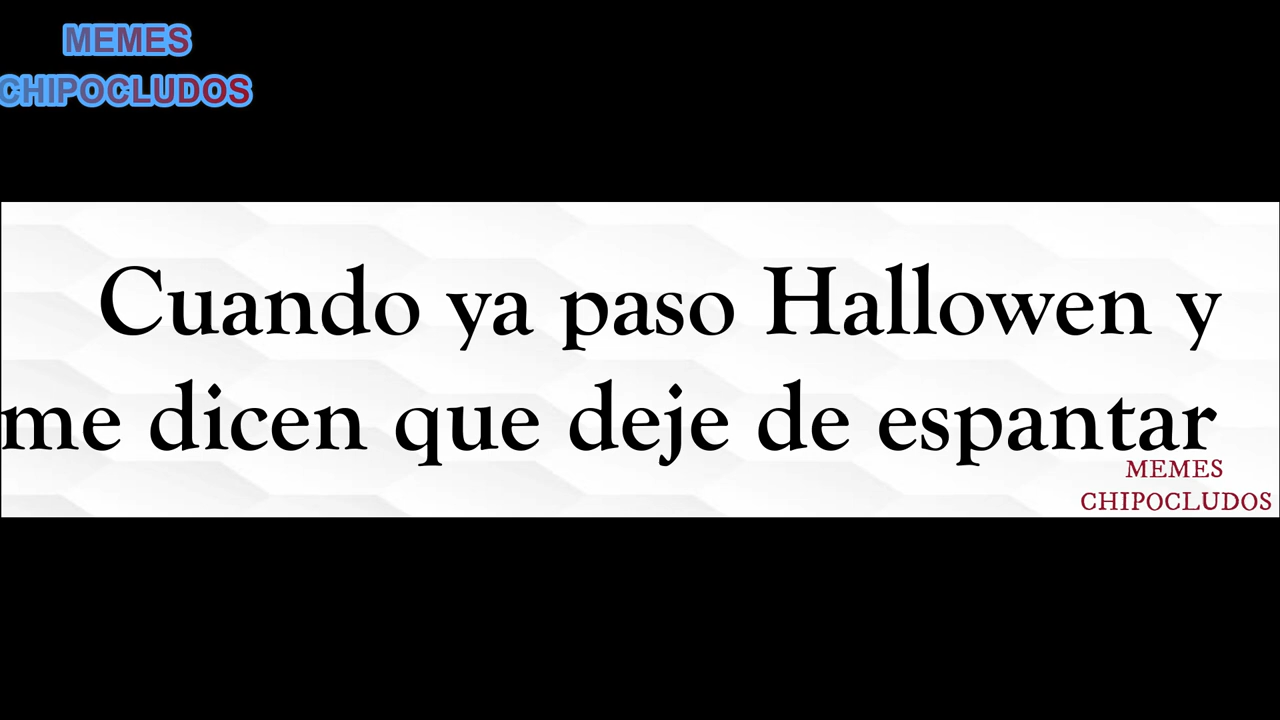 MEMES
CHIPOCLUDOS
Cuando ya paso Hallowen y
me dicen que deje de espantar
MEMES
CHIPOCLUDOS